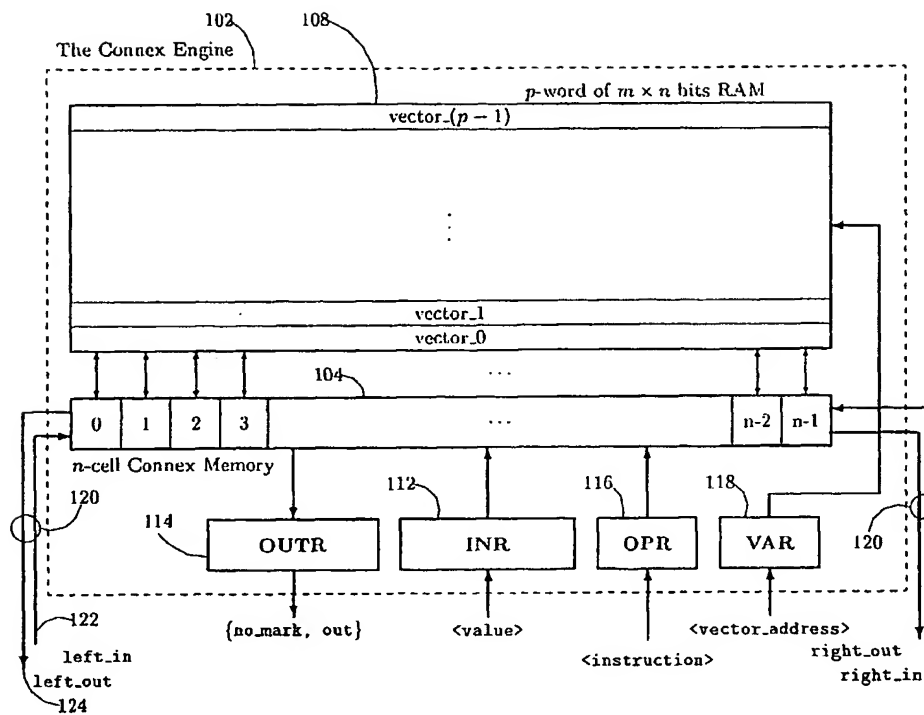 102
108
The Connex Engine
p-word of m × n bits RAM
vector_(p − 1)
vector_1
vector_0
104
0 1 2 3 ... n-2 n-1
n-cell Connex Memory
120
114
112
116
118
120
OUTR
INR
OPR
VAR
122
{no_mark, out}
<value>
<vector_address>
left_in
<instruction>
right_out
left_out
right_in
124